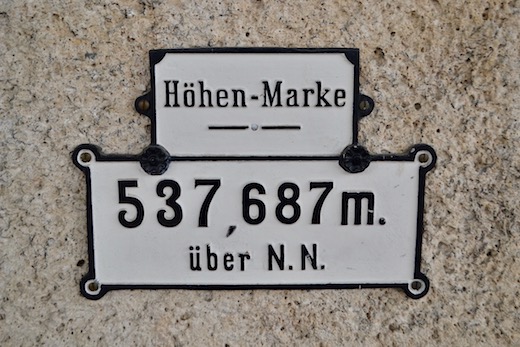 Höhen-Marke
537,687m.
über N.N.